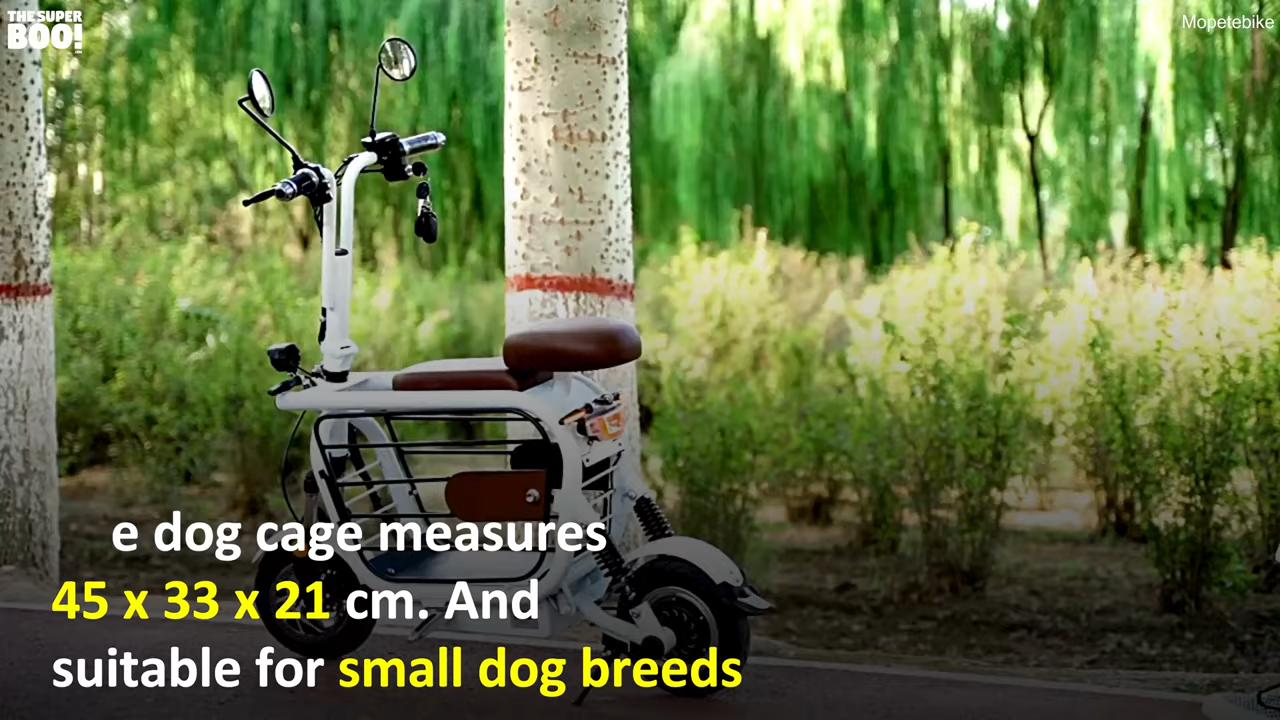 THE SUPER
BOO!
Mopetebike
e dog cage measures
45 x 33 x 21 cm. And
suitable for small dog breeds